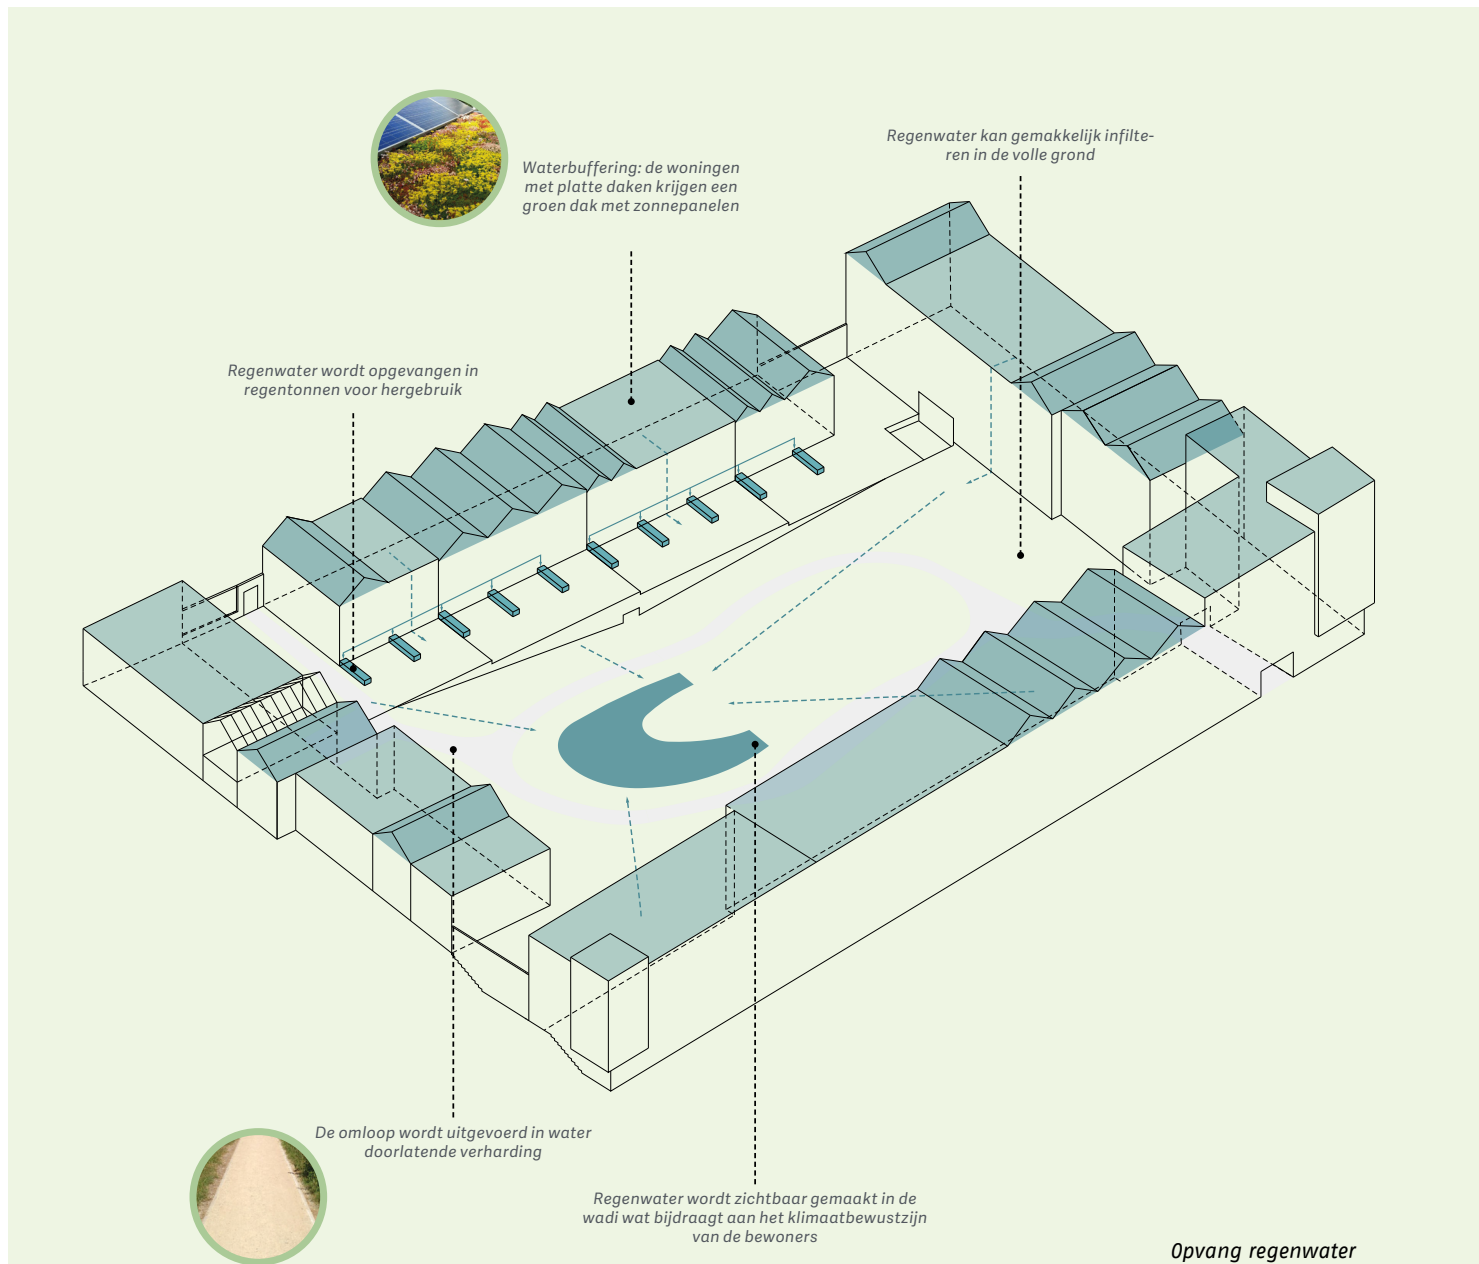 Regenwater kan gemakkelijk infilte-
ren in de volle grond
Waterbuffering: de woningen
met platte daken krijgen een
groen dak met zonnepanelen
Regenwater wordt opgevangen in
regentonnen voor hergebruik
De omloop wordt uitgevoerd in water
doorlatende verharding
Regenwater wordt zichtbaar gemaakt in de
wadi wat bijdraagt aan het klimaatbewustzijn
van de bewoners
Opvang regenwater